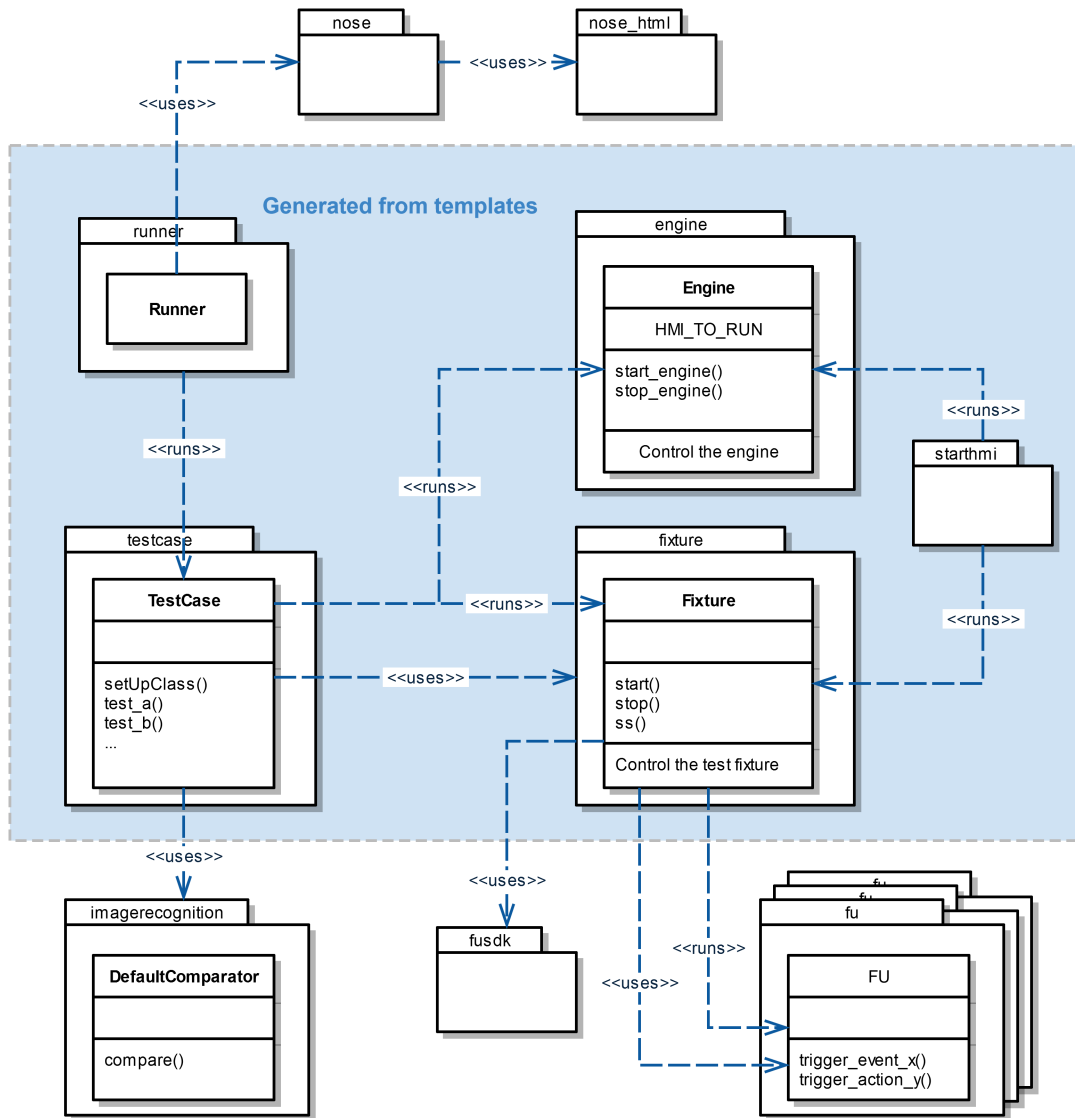 nose
nose_html
<<uses>>
<<uses>>
Generated from templates
runner
Runner
engine
Engine
HMI_TO_RUN
start_engine()
stop_engine()
Control the engine
<<runs>>
starthmi
<<runs>>
<<runs>>
testcase
TestCase
setUpClass()
test_a()
test_b()
...
<<runs>>
<<uses>>
fixture
Fixture
start()
stop()
ss()
Control the test fixture
<<runs>>
<<uses>>
imagerecognition
DefaultComparator
compare()
<<uses>>
fusdk
<<uses>>
<<runs>>
fu
fu
fu
FU
trigger_event_x()
trigger_action_y()